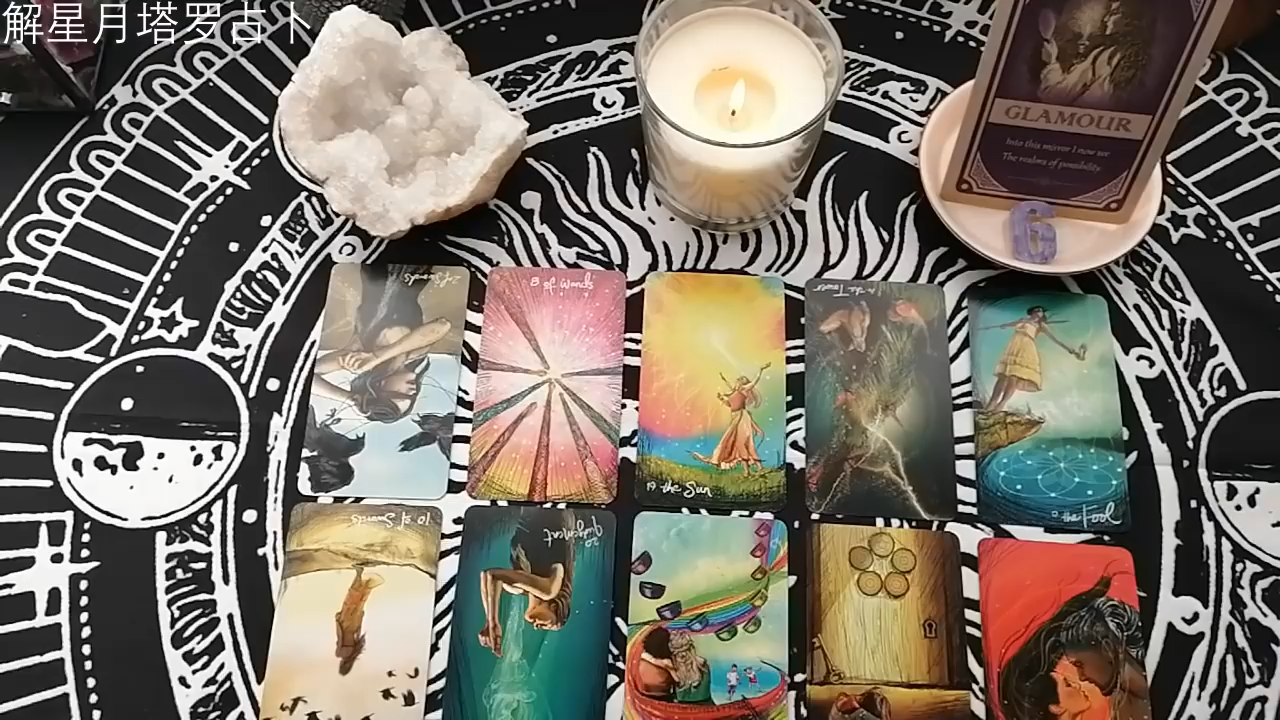 解星月塔罗占卜
GLAMOUR
Into this mirror I now see
The realms of possibility.
6
2 of Swords
8 of Wands
19 the Sun
16 the Tower
0 the Fool
10 of Swords
20 judgement